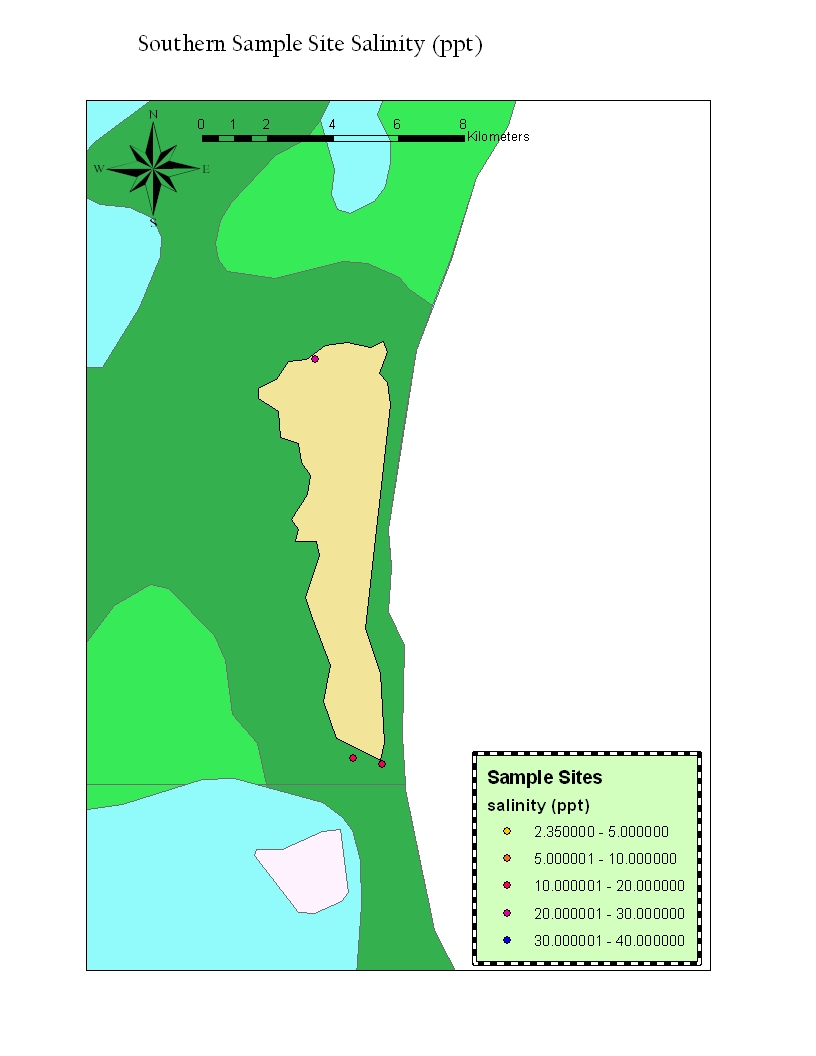 Southern Sample Site Salinity (ppt)
N
0 1 2 4 6 8
Kilometers
W E
S
Sample Sites
salinity (ppt)
2.350000 - 5.000000
5.000001 - 10.000000
10.000001 - 20.000000
20.000001 - 30.000000
30.000001 - 40.000000